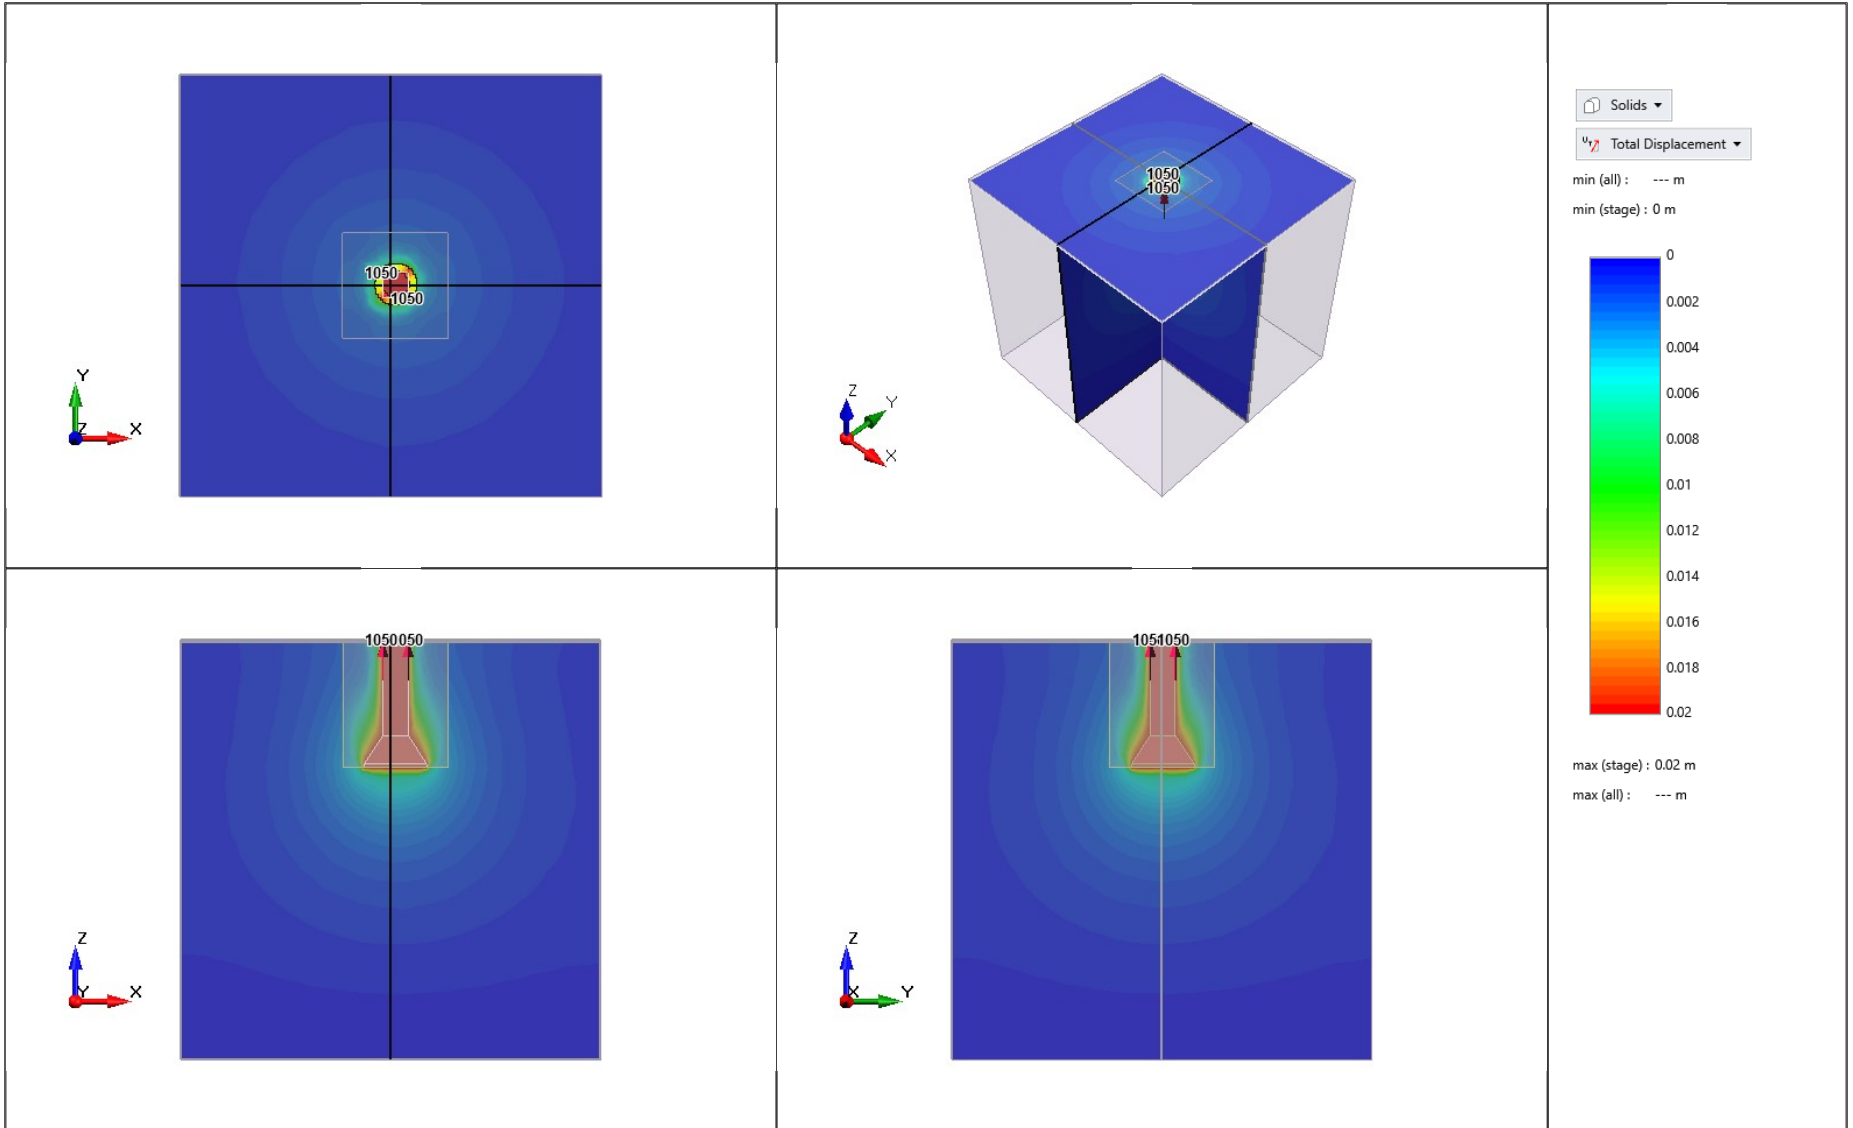 1050
1050
Y
Z
X
1050
1050
Z
Y
X
Solids
Total Displacement
min (all) : --- m
min (stage) : 0 m
0
0.002
0.004
0.006
0.008
0.01
0.012
0.014
0.016
0.018
0.02
max (stage) : 0.02 m
max (all) : --- m
1050050
Z
Y
X
1051050
Z
X
Y